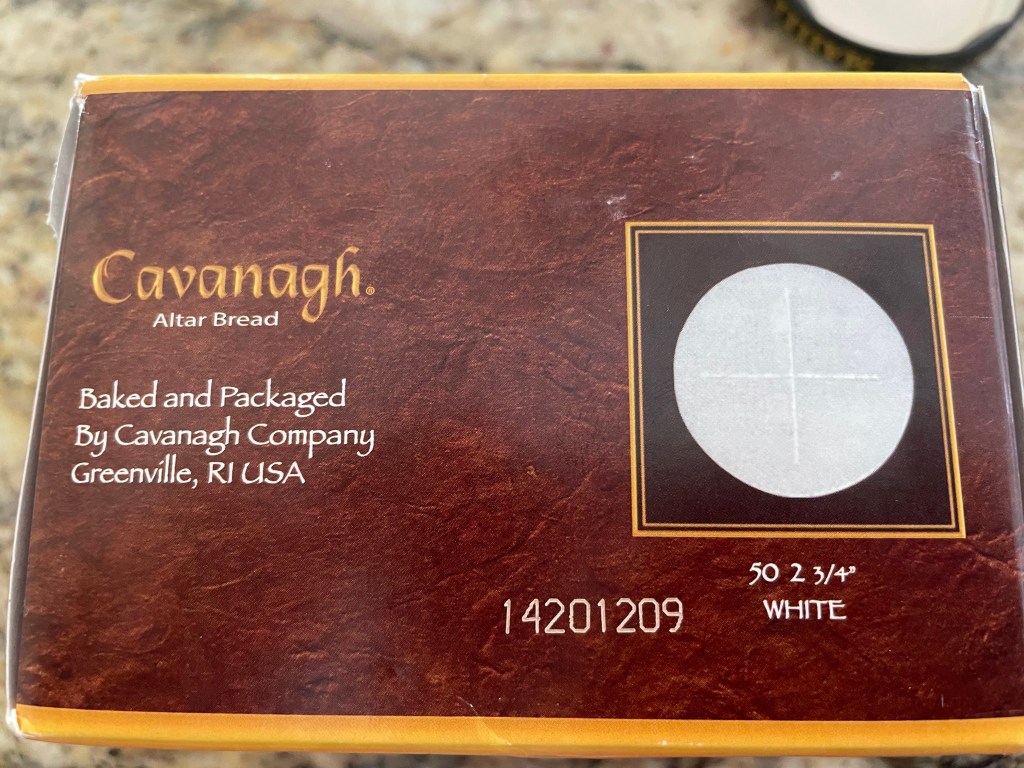 Cavanagh®
Altar Bread
Baked and Packaged
By Cavanagh Company
Greenville, RI USA
50 2 3/4"
WHITE
14201209